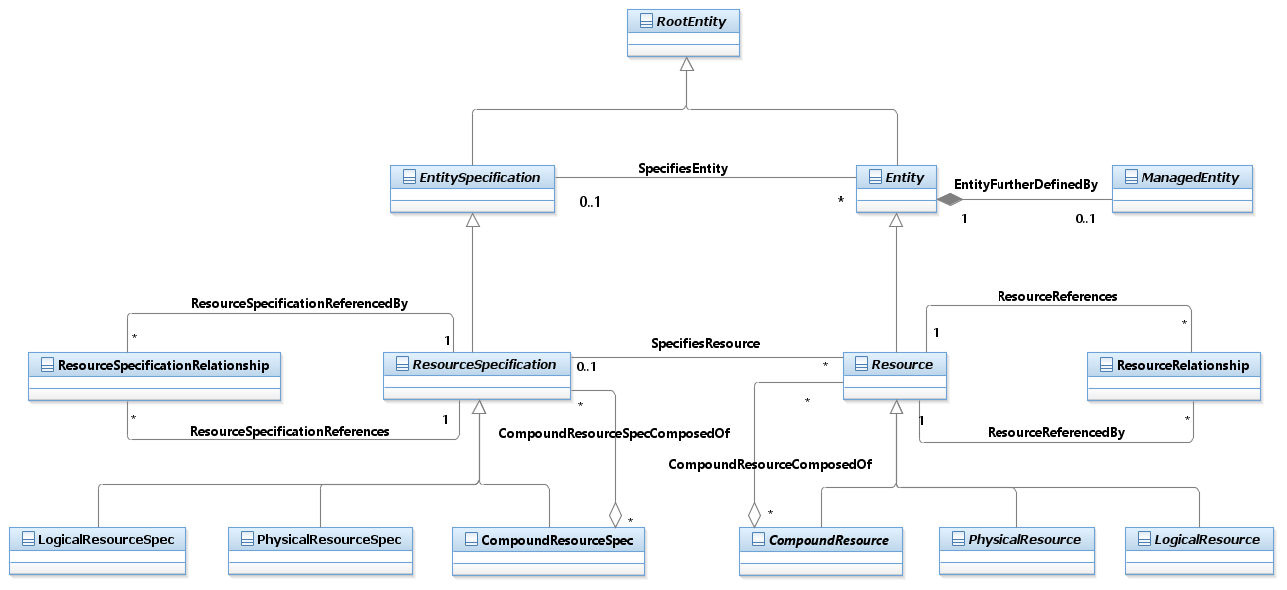 RootEntity
SpecifiesEntity
EntitySpecification
Entity
EntityFurtherDefinedBy
ManagedEntity
0..1
*
1
0..1
ResourceSpecificationReferencedBy
ResourceReferences
*
1
SpecifiesResource
1
*
ResourceSpecificationRelationship
ResourceSpecification
0..1
*
Resource
ResourceRelationship
*
*
*
1
1
*
ResourceSpecificationReferences
CompoundResourceSpecComposedOf
ResourceReferencedBy
CompoundResourceComposedOf
*
*
LogicalResourceSpec
PhysicalResourceSpec
CompoundResourceSpec
CompoundResource
PhysicalResource
LogicalResource